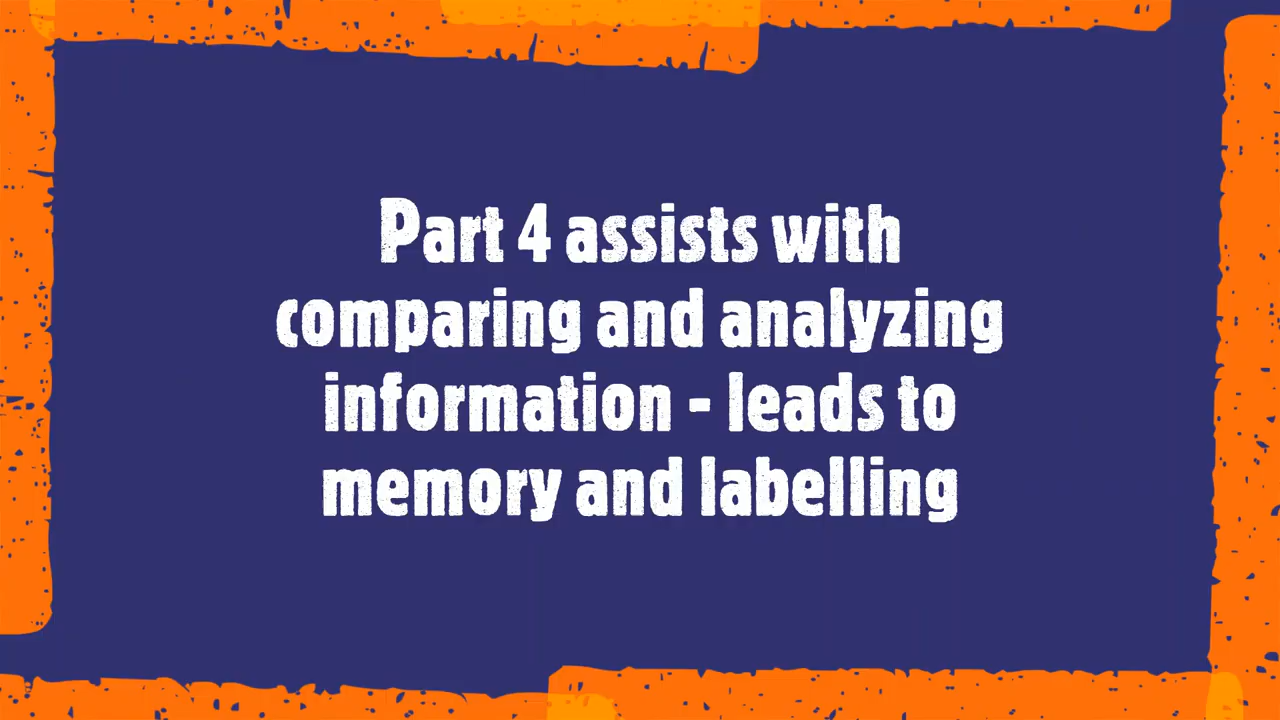 Part 4 assists with
comparing and analyzing
information - leads to
memory and labelling